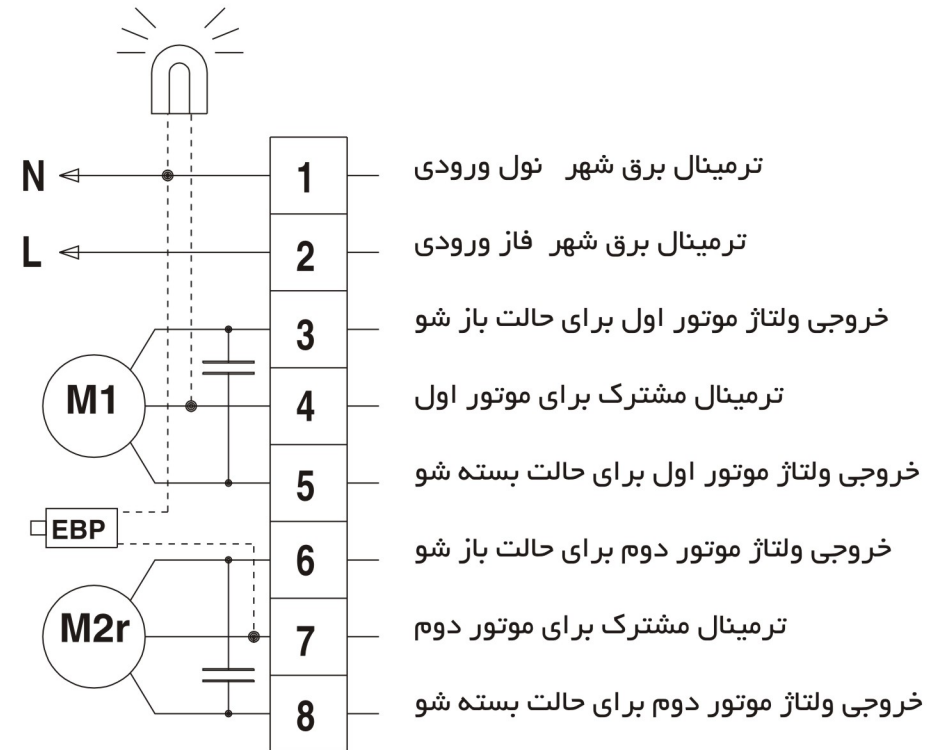 N 1 ترمینال برق شهر نول ورودی
L 2 ترمینال برق شهر فاز ورودی
3 خروجی ولتاژ موتور اول برای حالت باز شو
M1 4 ترمینال مشترک برای موتور اول
5 خروجی ولتاژ موتور اول برای حالت بسته شو
EBP
6 خروجی ولتاژ موتور دوم برای حالت باز شو
M2r 7 ترمینال مشترک برای موتور دوم
8 خروجی ولتاژ موتور دوم برای حالت بسته شو